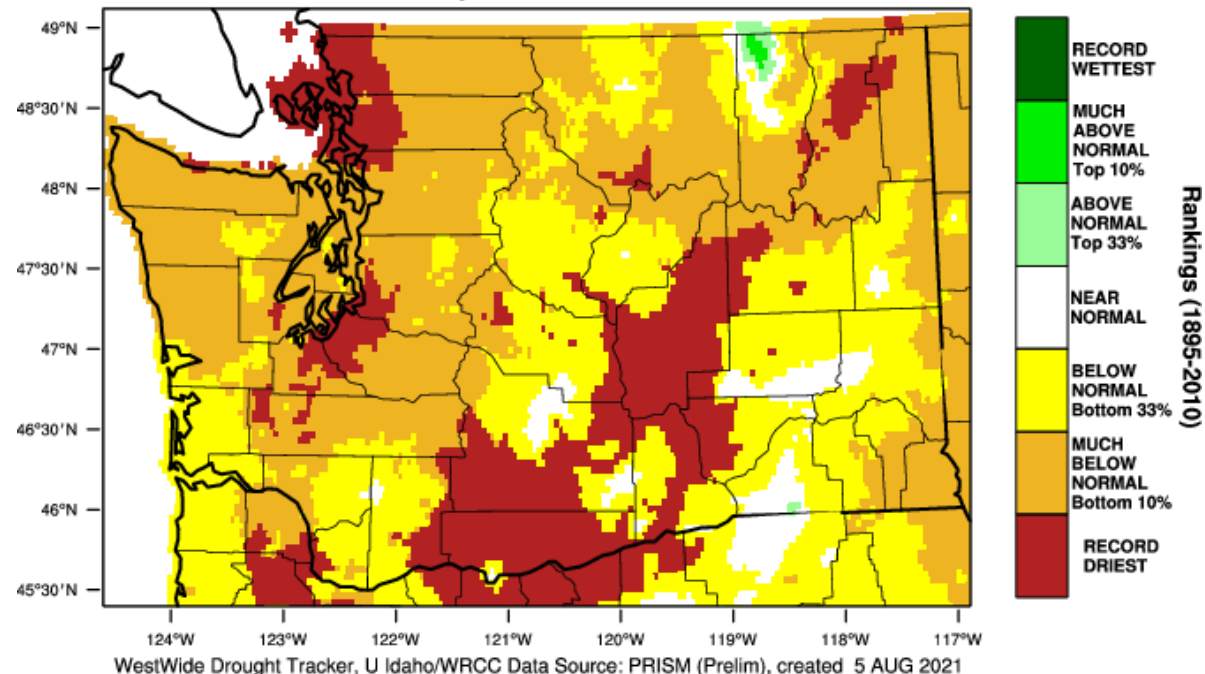 49°N
48°30'N
48°N
47°30'N
47°N
46°30'N
46°N
45°30'N
124°W 123°W 122°W 121°W 120°W 119°W 118°W 117°W
WestWide Drought Tracker, U Idaho/WRCC Data Source: PRISM (Prelim), created 5 AUG 2021
RECORD
WETTEST
MUCH
ABOVE
NORMAL
Top 10%
ABOVE
NORMAL
Top 33%
NEAR
NORMAL
BELOW
NORMAL
Bottom 33%
MUCH
BELOW
NORMAL
Bottom 10%
RECORD
DRIEST
Rankings (1895-2010)